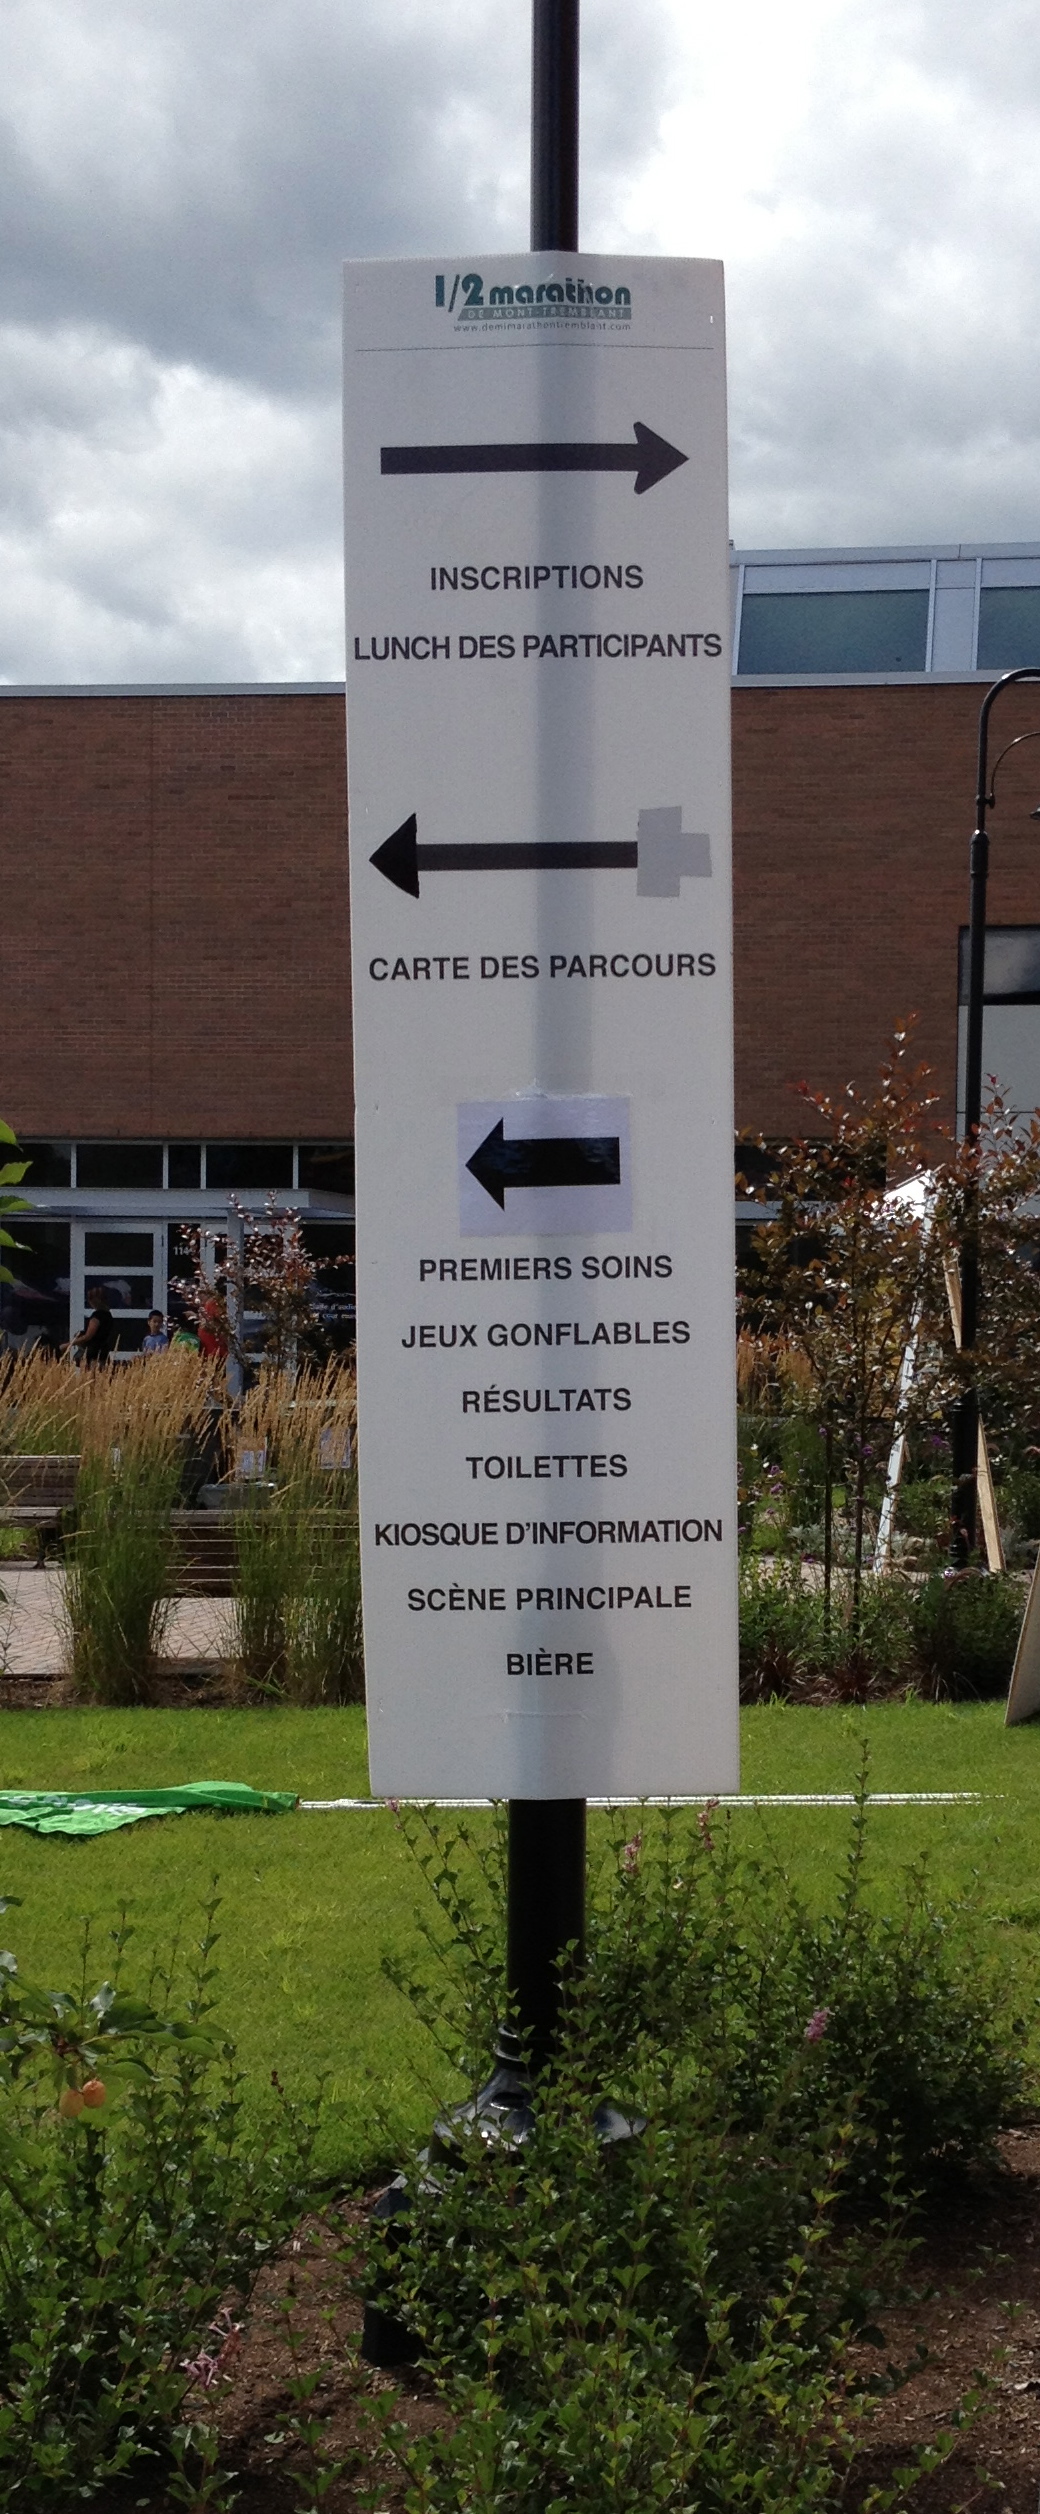 1/2 marathon
DE MONT-TREMBLANT
www.demimarathontremblant.com
INSCRIPTIONS
LUNCH DES PARTICIPANTS
CARTE DES PARCOURS
PREMIERS SOINS
JEUX GONFLABLES
RÉSULTATS
TOILETTES
KIOSQUE D'INFORMATION
SCÈNE PRINCIPALE
BIÈRE